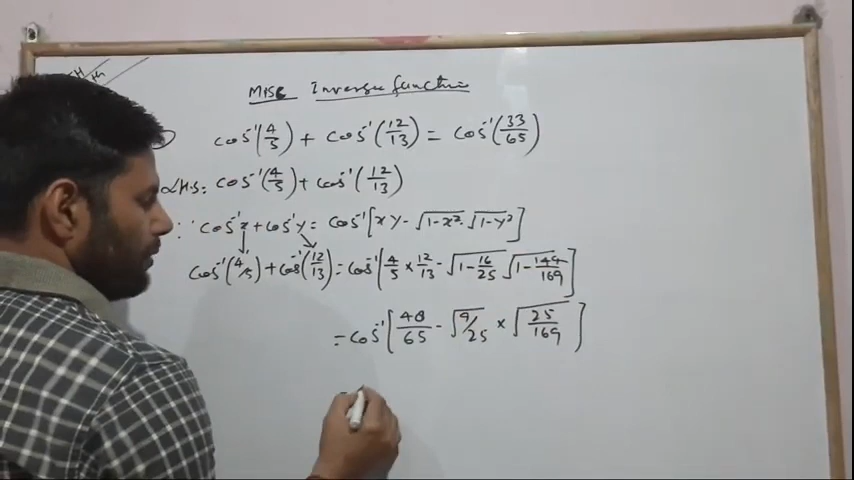 Misc Inverse function
cos⁻¹(4/5) + cos⁻¹(12/13) = cos⁻¹(33/65)
L.H.S: cos⁻¹(4/5) + cos⁻¹(12/13)
∵ cos⁻¹x + cos⁻¹y = cos⁻¹[xy - √1-x² · √1-y²]
cos⁻¹(4/5) + cos⁻¹(12/13) = cos⁻¹[4/5 × 12/13 - √1-16/25 √1-144/169]
= cos⁻¹[48/65 - √9/25 × √25/169]